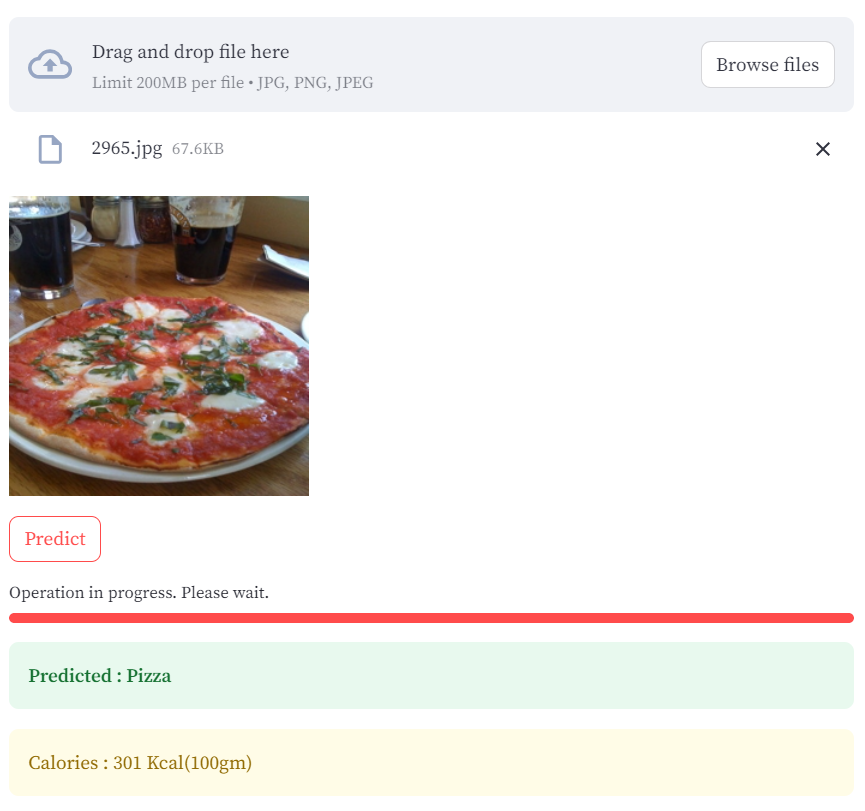 Drag and drop file here
Browse files
Limit 200MB per file • JPG, PNG, JPEG
2965.jpg 67.6KB
Predict
Operation in progress. Please wait.
Predicted : Pizza
Calories : 301 Kcal(100gm)